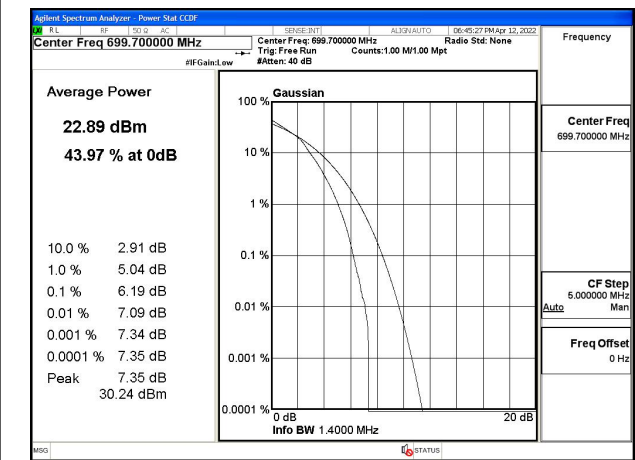 Agilent Spectrum Analyzer - Power Stat CCDF
RL RF 50 Ω AC SENSE:INT ALIGN AUTO 06:45:27 PM Apr 12, 2022
Center Freq 699.700000 MHz
Center Freq: 699.700000 MHz Radio Std: None
Trig: Free Run Counts:1.00 M/1.00 Mpt
#IFGain:Low #Atten: 40 dB
Frequency
Average Power
22.89 dBm
43.97 % at 0dB
10.0 % 2.91 dB
1.0 % 5.04 dB
0.1 % 6.19 dB
0.01 % 7.09 dB
0.001 % 7.34 dB
0.0001 % 7.35 dB
Peak 7.35 dB
30.24 dBm
Gaussian
100 %
10 %
1 %
0.1 %
0.01 %
0.001 %
0.0001 %
0 dB 20 dB
Info BW 1.4000 MHz
Center Freq
699.700000 MHz
CF Step
5.000000 MHz
Auto Man
Freq Offset
0 Hz
MSG STATUS